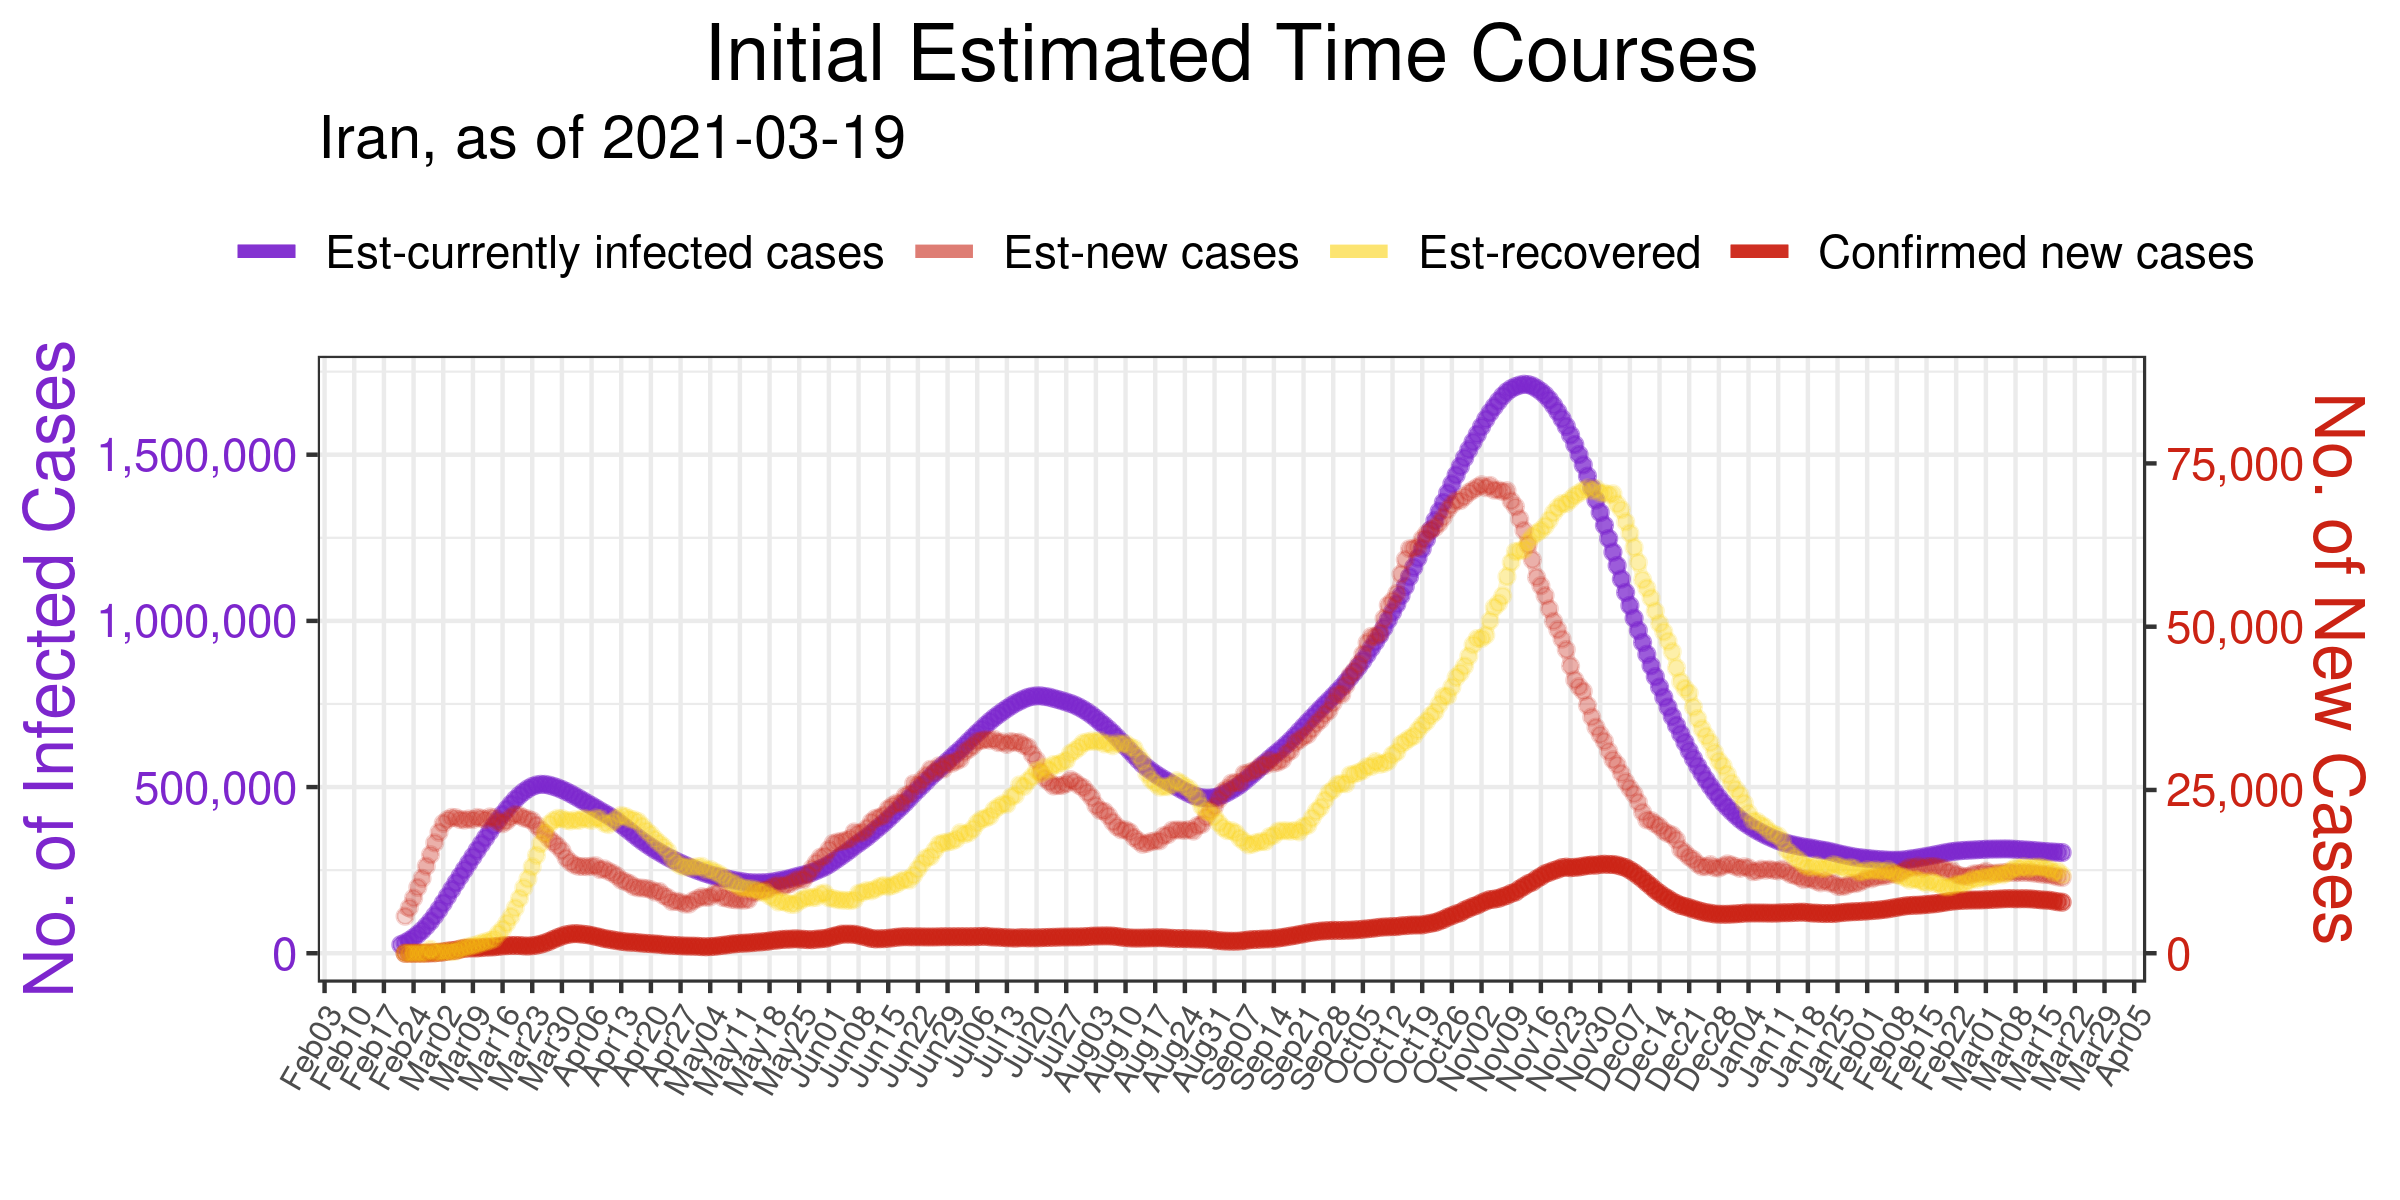 Initial Estimated Time Courses
Iran, as of 2021-03-19
Est-currently infected cases Est-new cases Est-recovered Confirmed new cases
No. of Infected Cases
1,500,000
1,000,000
500,000
0
75,000
50,000
25,000
0
No. of New Cases
Feb03 Feb10 Feb17 Feb24 Mar02 Mar09 Mar16 Mar23 Mar30 Apr06 Apr13 Apr20 Apr27 May04 May11 May18 May25 Jun01 Jun08 Jun15 Jun22 Jun29 Jul06 Jul13 Jul20 Jul27 Aug03 Aug10 Aug17 Aug24 Aug31 Sep07 Sep14 Sep21 Sep28 Oct05 Oct12 Oct19 Oct26 Nov02 Nov09 Nov16 Nov23 Nov30 Dec07 Dec14 Dec21 Dec28 Jan04 Jan11 Jan18 Jan25 Feb01 Feb08 Feb15 Feb22 Mar01 Mar08 Mar15 Mar22 Mar29 Apr05